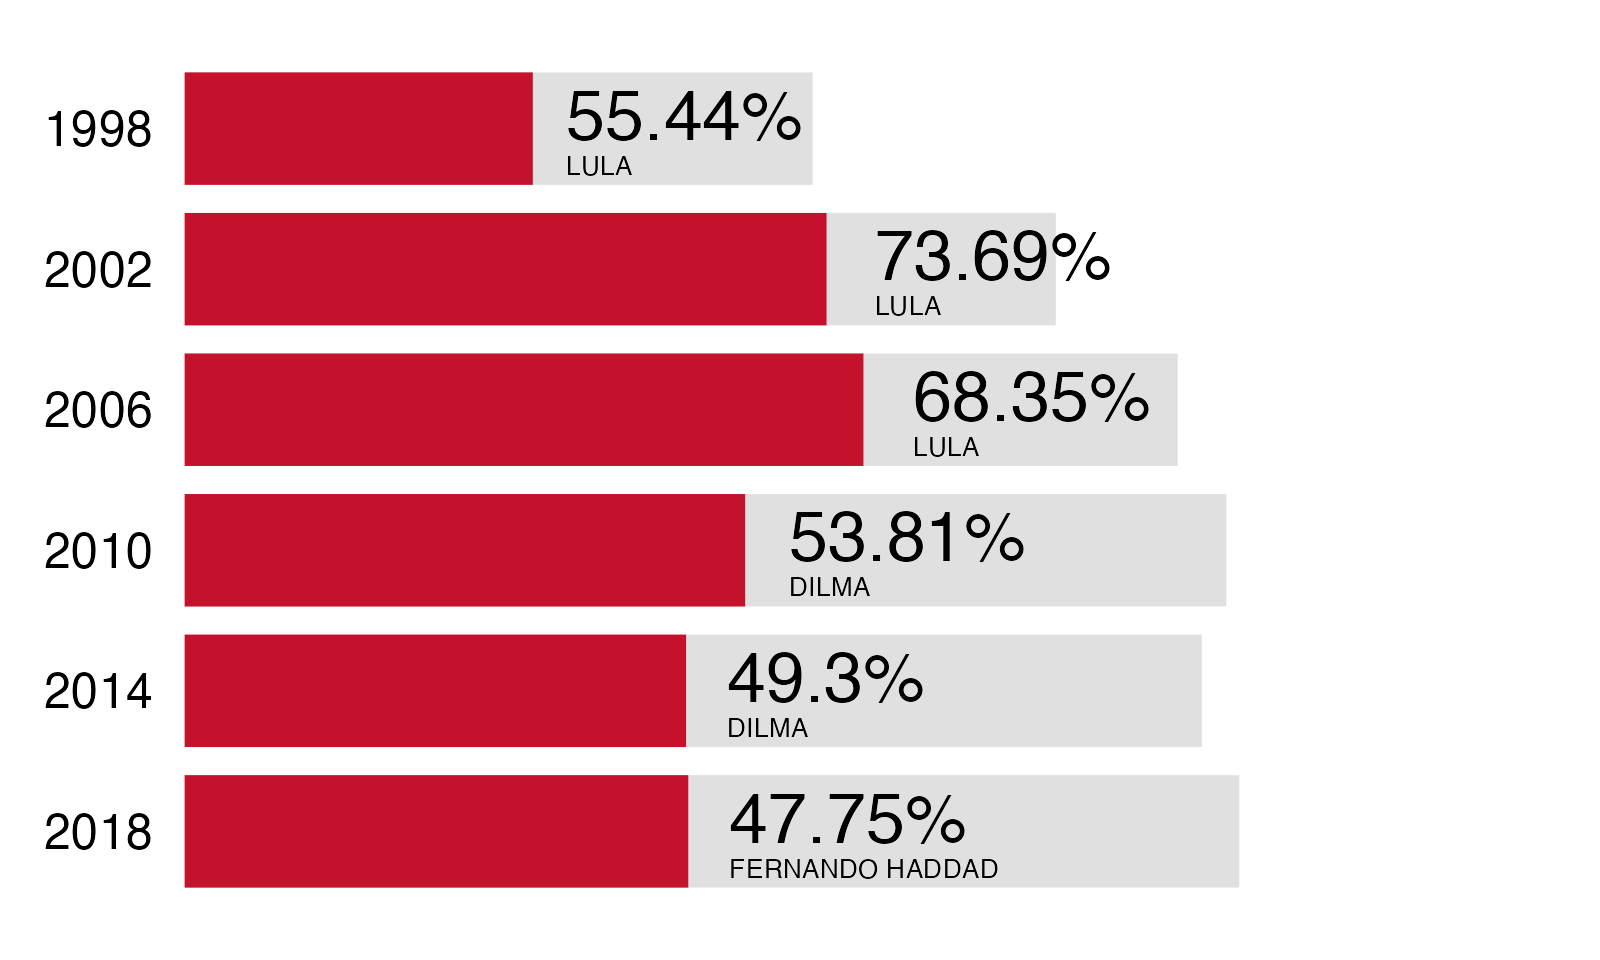 1998
55.44%
LULA
2002
73.69%
LULA
2006
68.35%
LULA
2010
53.81%
DILMA
2014
49.3%
DILMA
2018
47.75%
FERNANDO HADDAD